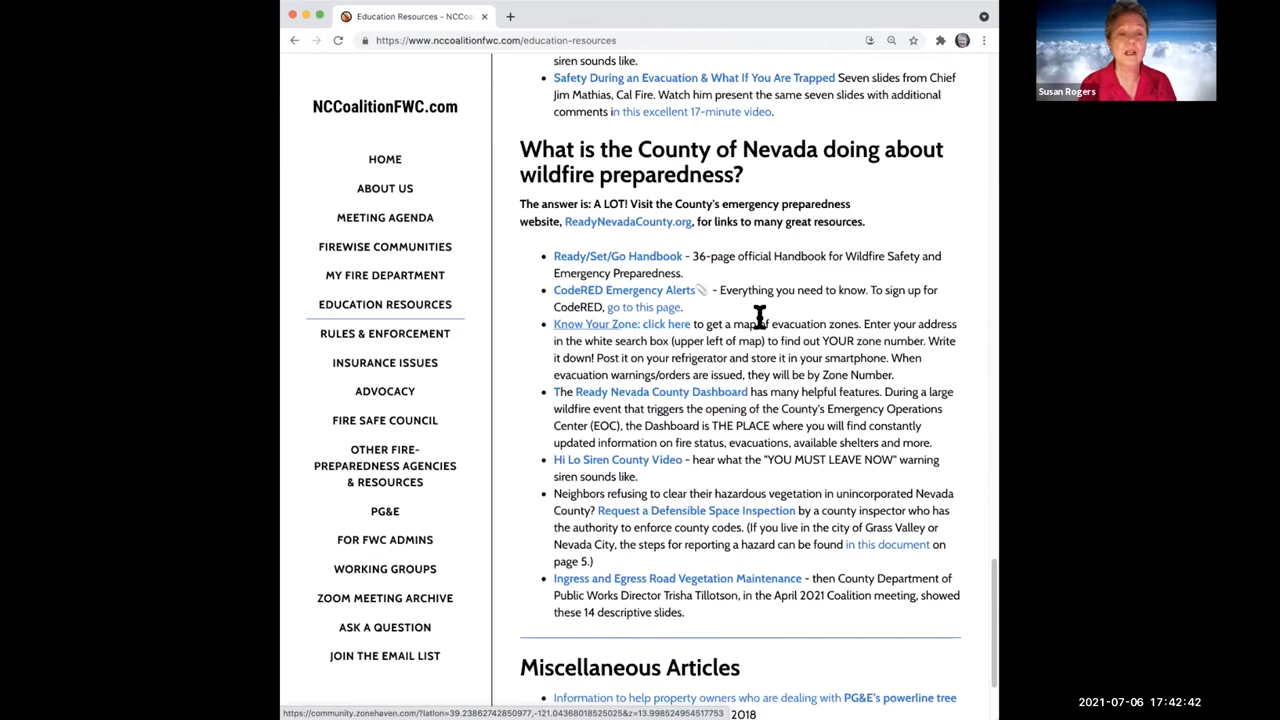 Education Resources - NCCoa
https://www.nccoalitionfwc.com/education-resources
Susan Rogers
NCCoalitionFWC.com
HOME
ABOUT US
MEETING AGENDA
FIREWISE COMMUNITIES
MY FIRE DEPARTMENT
EDUCATION RESOURCES
RULES & ENFORCEMENT
INSURANCE ISSUES
ADVOCACY
FIRE SAFE COUNCIL
OTHER FIRE-
PREPAREDNESS AGENCIES
& RESOURCES
PG&E
FOR FWC ADMINS
WORKING GROUPS
ZOOM MEETING ARCHIVE
ASK A QUESTION
JOIN THE EMAIL LIST
siren sounds like.
Safety During an Evacuation & What If You Are Trapped Seven slides from Chief
Jim Mathias, Cal Fire. Watch him present the same seven slides with additional
comments in this excellent 17-minute video.
What is the County of Nevada doing about
wildfire preparedness?
The answer is: A LOT! Visit the County's emergency preparedness
website, ReadyNevadaCounty.org, for links to many great resources.
Ready/Set/Go Handbook - 36-page official Handbook for Wildfire Safety and
Emergency Preparedness.
CodeRED Emergency Alerts - Everything you need to know. To sign up for
CodeRED, go to this page.
Know Your Zone: click here to get a map of evacuation zones. Enter your address
in the white search box (upper left of map) to find out YOUR zone number. Write
it down! Post it on your refrigerator and store it in your smartphone. When
evacuation warnings/orders are issued, they will be by Zone Number.
The Ready Nevada County Dashboard has many helpful features. During a large
wildfire event that triggers the opening of the County's Emergency Operations
Center (EOC), the Dashboard is THE PLACE where you will find constantly
updated information on fire status, evacuations, available shelters and more.
Hi Lo Siren County Video - hear what the "YOU MUST LEAVE NOW" warning
siren sounds like.
Neighbors refusing to clear their hazardous vegetation in unincorporated Nevada
County? Request a Defensible Space Inspection by a county inspector who has
the authority to enforce county codes. (If you live in the city of Grass Valley or
Nevada City, the steps for reporting a hazard can be found in this document on
page 5.)
Ingress and Egress Road Vegetation Maintenance - then County Department of
Public Works Director Trisha Tillotson, in the April 2021 Coalition meeting, showed
these 14 descriptive slides.
Miscellaneous Articles
Information to help property owners who are dealing with PG&E's powerline tree
2018
https://community.zonehaven.com/?latlon=39.23862742850977,-121.04368018525025&z=13.998524954517753
2021-07-06 17:42:42